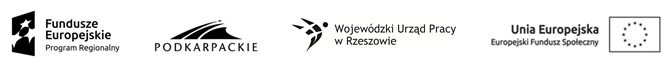 Fundusze
Europejskie
Program Regionalny
PODKARPACKIE
Wojewódzki Urząd Pracy
w Rzeszowie
Unia Europejska
Europejski Fundusz Społeczny